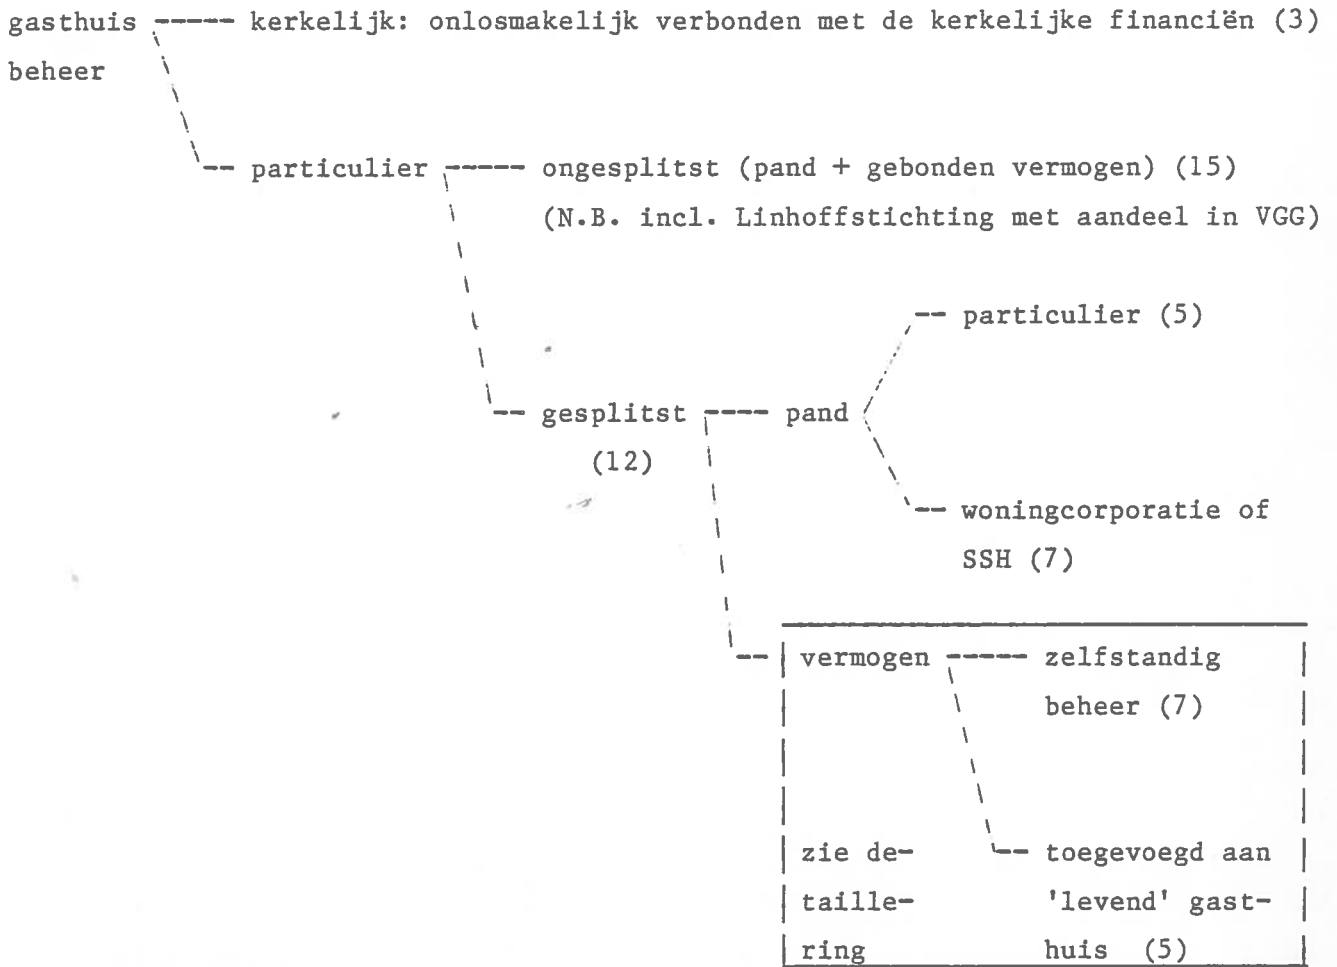 gasthuis ----- kerkelijk: onlosmakelijk verbonden met de kerkelijke financiën (3)
beheer
-- particulier ----- ongesplitst (pand + gebonden vermogen) (15)
(N.B. incl. Linhoffstichting met aandeel in VGG)
-- particulier (5)
-- gesplitst ---- pand
(12)
-- woningcorporatie of
SSH (7)
-- vermogen ----- zelfstandig
beheer (7)
zie de- -- toegevoegd aan
taille- 'levend' gast-
ring huis (5)